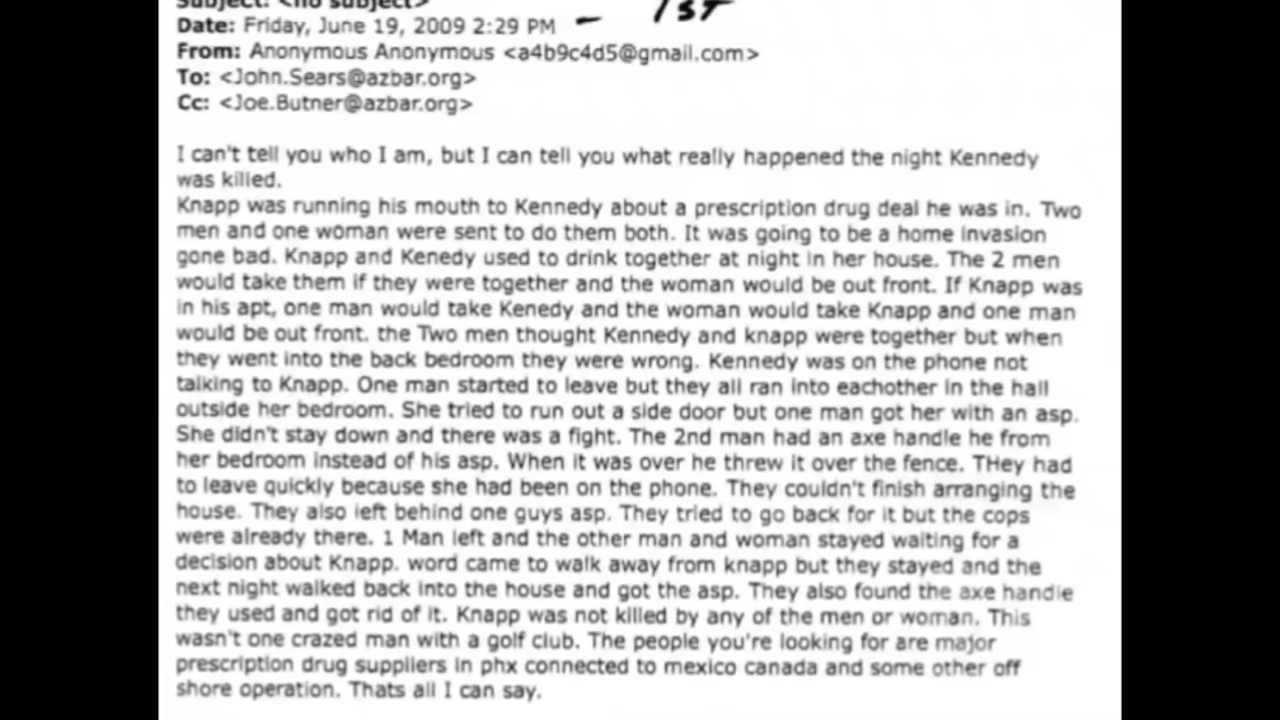 Subject: <no subject>
Date: Friday, June 19, 2009 2:29 PM - 1ST
From: Anonymous Anonymous <a4b9c4d5@gmail.com>
To: <John.Sears@azbar.org>
Cc: <Joe.Butner@azbar.org>
I can't tell you who I am, but I can tell you what really happened the night Kennedy
was killed.
Knapp was running his mouth to Kennedy about a prescription drug deal he was in. Two
men and one woman were sent to do them both. It was going to be a home invasion
gone bad. Knapp and Kenedy used to drink together at night in her house. The 2 men
would take them if they were together and the woman would be out front. If Knapp was
in his apt, one man would take Kenedy and the woman would take Knapp and one man
would be out front. the Two men thought Kennedy and knapp were together but when
they went into the back bedroom they were wrong. Kennedy was on the phone not
talking to Knapp. One man started to leave but they all ran into eachother in the hall
outside her bedroom. She tried to run out a side door but one man got her with an asp.
She didn't stay down and there was a fight. The 2nd man had an axe handle he from
her bedroom instead of his asp. When it was over he threw it over the fence. THey had
to leave quickly because she had been on the phone. They couldn't finish arranging the
house. They also left behind one guys asp. They tried to go back for it but the cops
were already there. 1 Man left and the other man and woman stayed waiting for a
decision about Knapp. word came to walk away from knapp but they stayed and the
next night walked back into the house and got the asp. They also found the axe handle
they used and got rid of it. Knapp was not killed by any of the men or woman. This
wasn't one crazed man with a golf club. The people you're looking for are major
prescription drug suppliers in phx connected to mexico canada and some other off
shore operation. Thats all I can say.